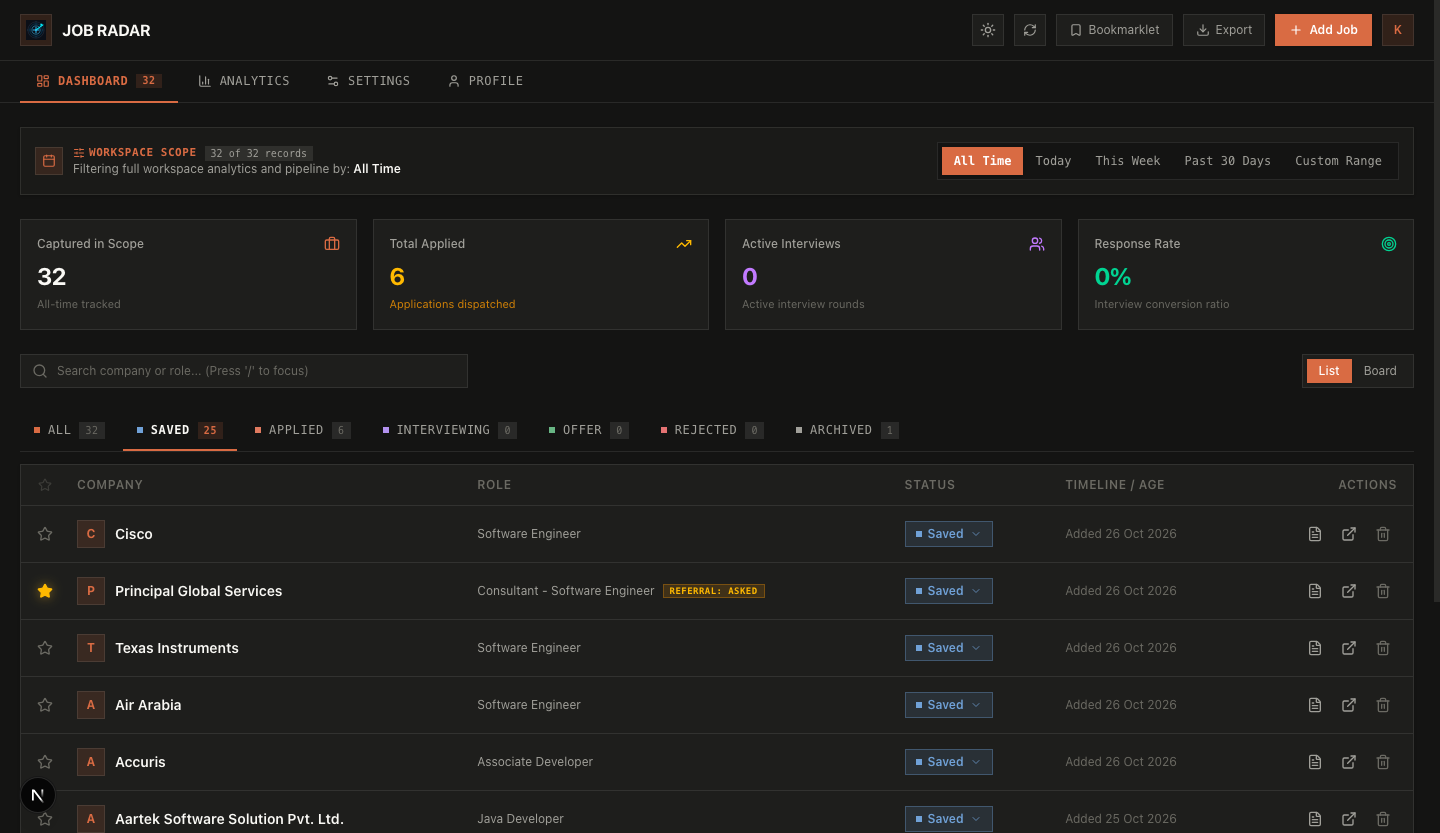 JOB RADAR
Bookmarklet
Export
Add Job
K
DASHBOARD 32
ANALYTICS
SETTINGS
PROFILE
WORKSPACE SCOPE 32 of 32 records
Filtering full workspace analytics and pipeline by: All Time
All Time
Today
This Week
Past 30 Days
Custom Range
Captured in Scope
32
All-time tracked
Total Applied
6
Applications dispatched
Active Interviews
0
Active interview rounds
Response Rate
0%
Interview conversion ratio
Search company or role... (Press '/' to focus)
List
Board
ALL 32
SAVED 25
APPLIED 6
INTERVIEWING 0
OFFER 0
REJECTED 0
ARCHIVED 1
COMPANY ROLE STATUS TIMELINE / AGE ACTIONS
C Cisco Software Engineer Saved Added 26 Oct 2026
P Principal Global Services Consultant - Software Engineer REFERRAL: ASKED Saved Added 26 Oct 2026
T Texas Instruments Software Engineer Saved Added 26 Oct 2026
A Air Arabia Software Engineer Saved Added 26 Oct 2026
A Accuris Associate Developer Saved Added 26 Oct 2026
N
A Aartek Software Solution Pvt. Ltd. Java Developer Saved Added 25 Oct 2026